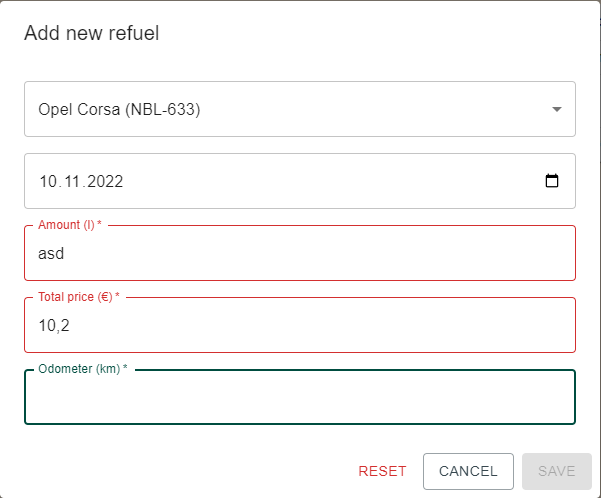 Add new refuel
Opel Corsa (NBL-633)
10.11.2022
Amount (l) *
asd
Total price (€) *
10,2
Odometer (km) *
RESET CANCEL SAVE